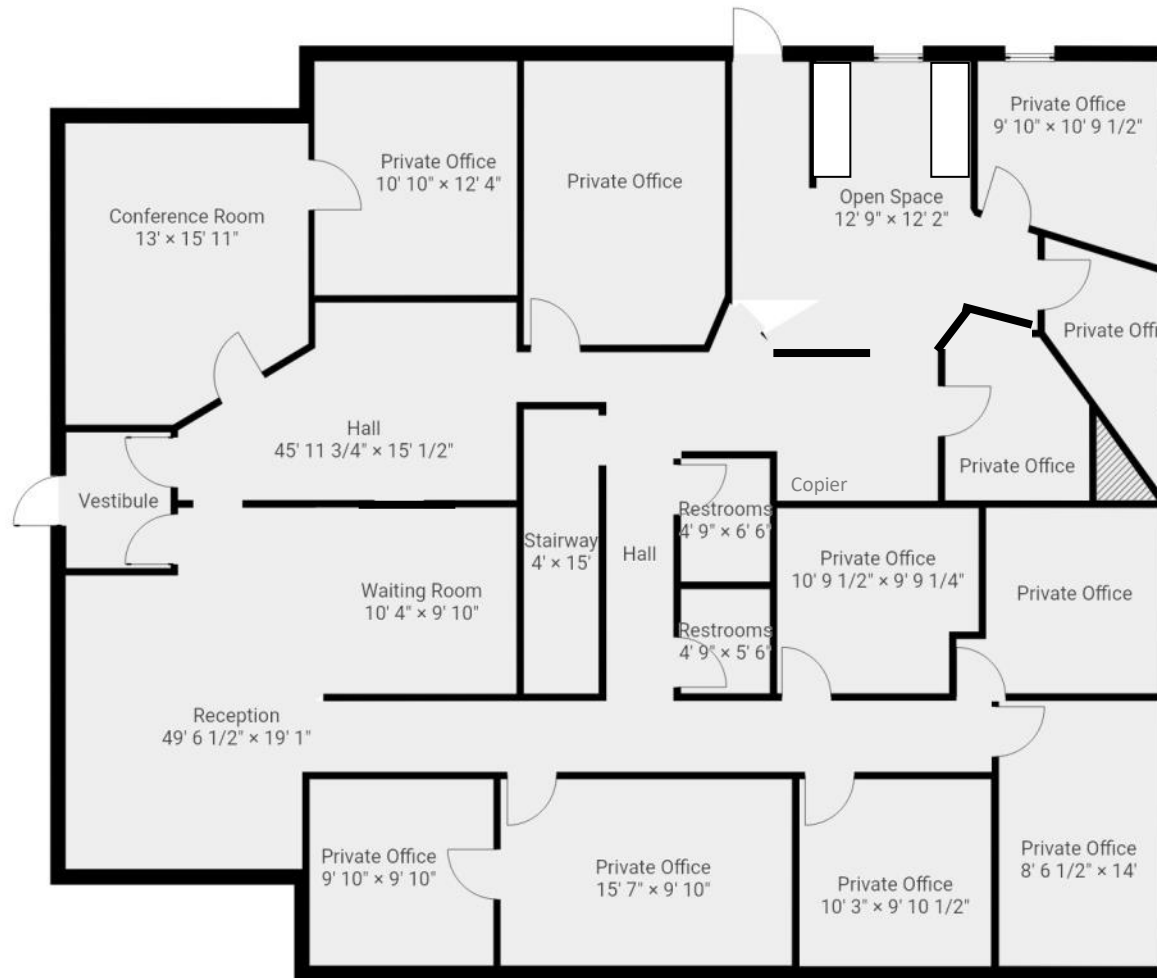 Private Office
9' 10" × 10' 9 1/2"
Private Office
10' 10" × 12' 4"
Private Office
Open Space
12' 9" × 12' 2"
Conference Room
13' × 15' 11"
Private Offi
Hall
45' 11 3/4" × 15' 1/2"
Private Office
Copier
Vestibule
Restrooms
4' 9" × 6' 6"
Stairway
4' × 15'
Hall
Private Office
10' 9 1/2" × 9' 9 1/4"
Waiting Room
10' 4" × 9' 10"
Private Office
Restrooms
4' 9" × 5' 6"
Reception
49' 6 1/2" × 19' 1"
Private Office
9' 10" × 9' 10"
Private Office
15' 7" × 9' 10"
Private Office
10' 3" × 9' 10 1/2"
Private Office
8' 6 1/2" × 14'